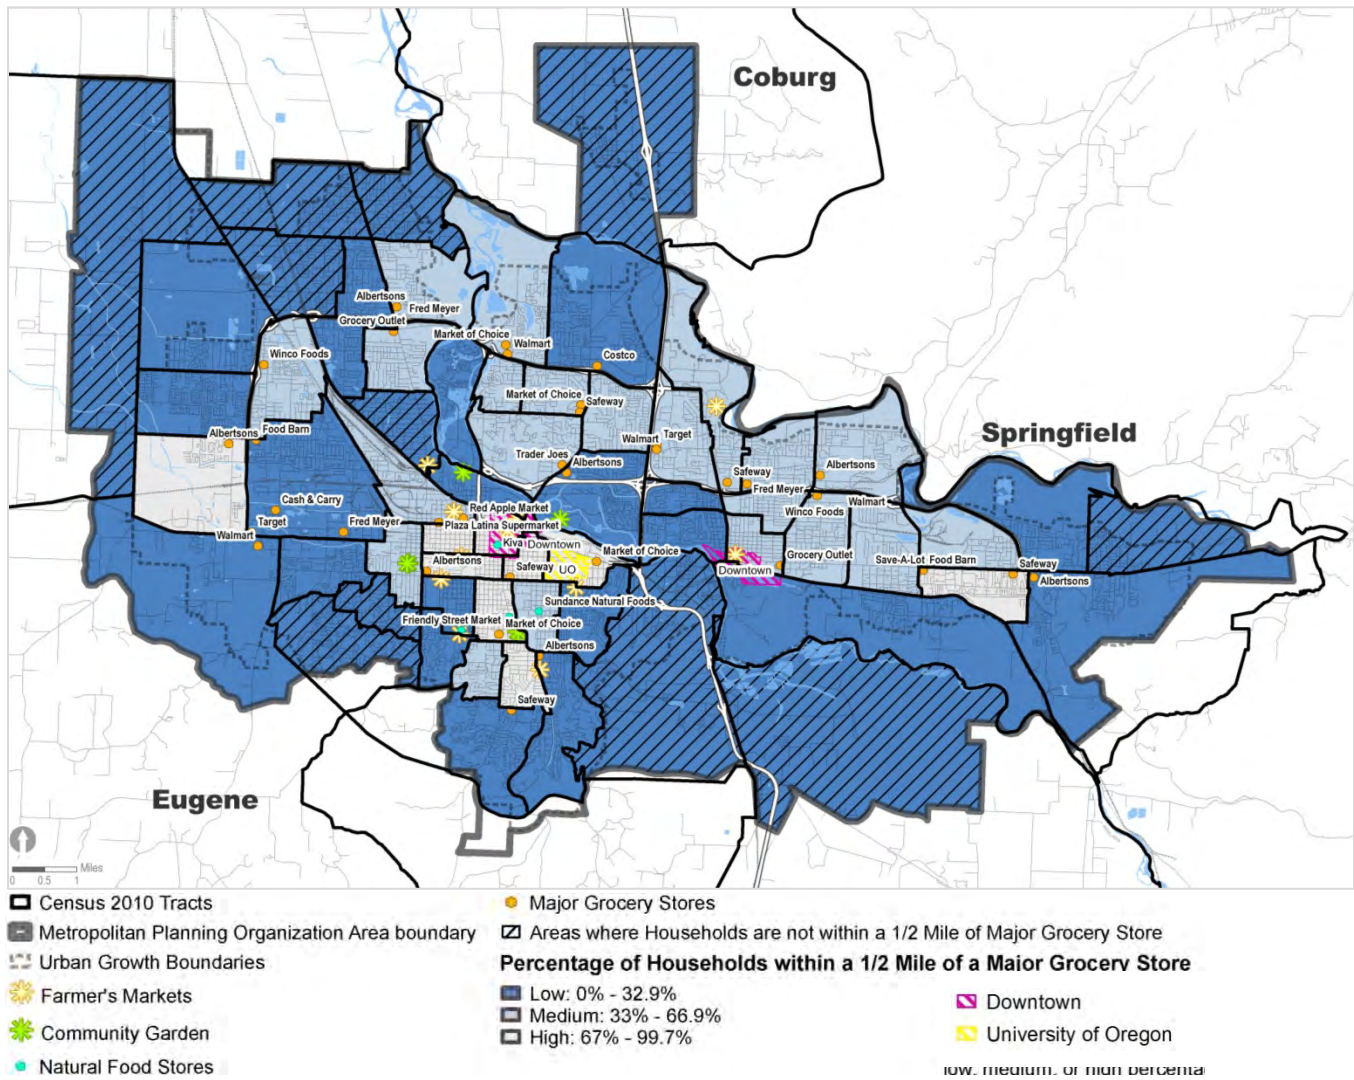 Coburg
Springfield
Eugene
Albertsons
Fred Meyer
Grocery Outlet
Market of Choice
Walmart
Winco Foods
Costco
Market of Choice
Safeway
Albertsons
Food Barn
Walmart
Target
Trader Joes
Albertsons
Safeway
Albertsons
Fred Meyer
Walmart
Winco Foods
Cash & Carry
Target
Walmart
Fred Meyer
Red Apple Market
Plaza Latina Supermarket
Kiva
Downtown
Albertsons
Safeway
UO
Market of Choice
Downtown
Grocery Outlet
Save-A-Lot
Food Barn
Safeway
Albertsons
Sundance Natural Foods
Friendly Street Market
Market of Choice
Albertsons
Safeway
Miles
0 0.5 1
Census 2010 Tracts
Metropolitan Planning Organization Area boundary
Urban Growth Boundaries
Farmer's Markets
Community Garden
Natural Food Stores
Major Grocery Stores
Areas where Households are not within a 1/2 Mile of Major Grocery Store
Percentage of Households within a 1/2 Mile of a Major Grocery Store
Low: 0% - 32.9%
Medium: 33% - 66.9%
High: 67% - 99.7%
Downtown
University of Oregon
low, medium, or high percenta